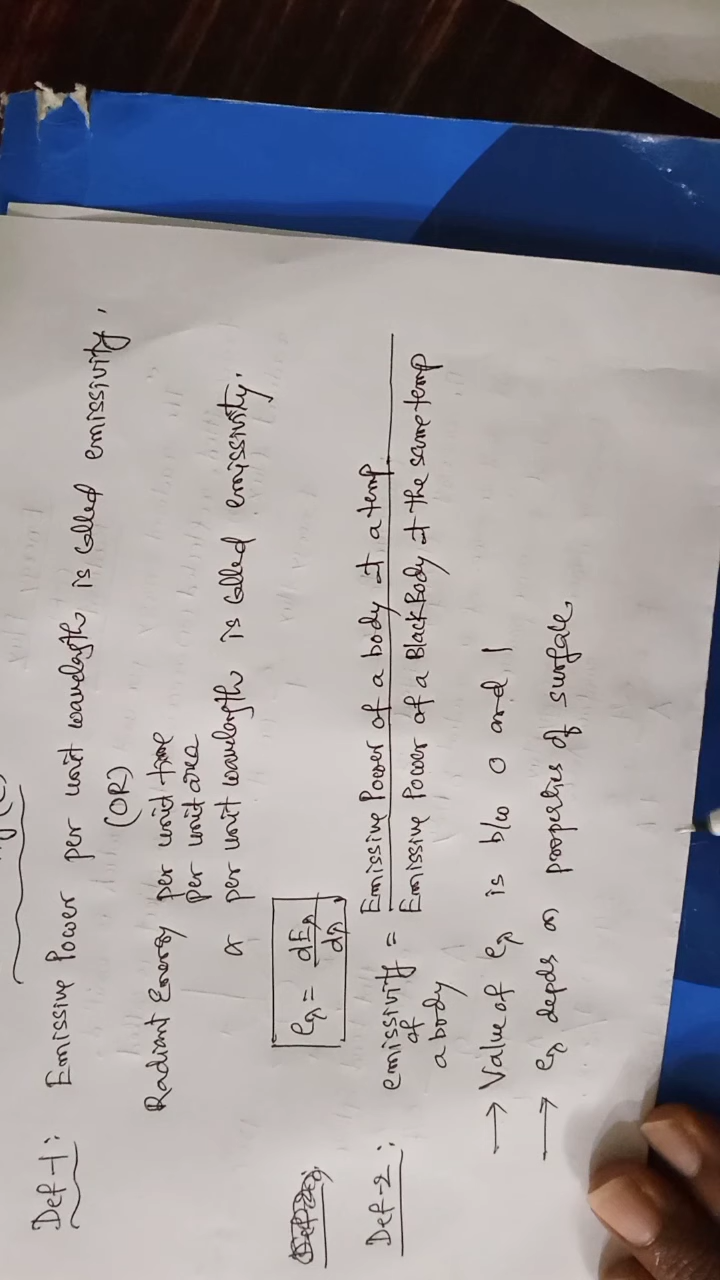 Def-1: Emissive Power per unit wavelength is called emissivity.
(OR)
Radiant Energy per unit time
per unit area
& per unit wavelength is called emissivity.
eλ = dEλ/dλ
Def-2: emissivity of a body = Emissive Power of a body at a temp. / Emissive Power of a Black Body at the same temp
→ Value of eλ is b/w 0 and 1
→ eλ depds on properties of surface.